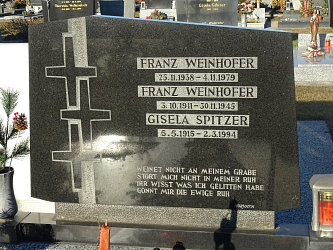 FRANZ WEINHOFER
25.11.1938 - 4.11.1979
FRANZ WEINHOFER
3.10.1911 - 30.11.1945
GISELA SPITZER
5.5.1915 - 2.3.1994
WEINET NICHT AN MEINEM GRABE
STÖRT MICH NICHT IN MEINER RUH
IHR WISST WAS ICH GELITTEN HABE
GÖNNT MIR DIE EWIGE RUH